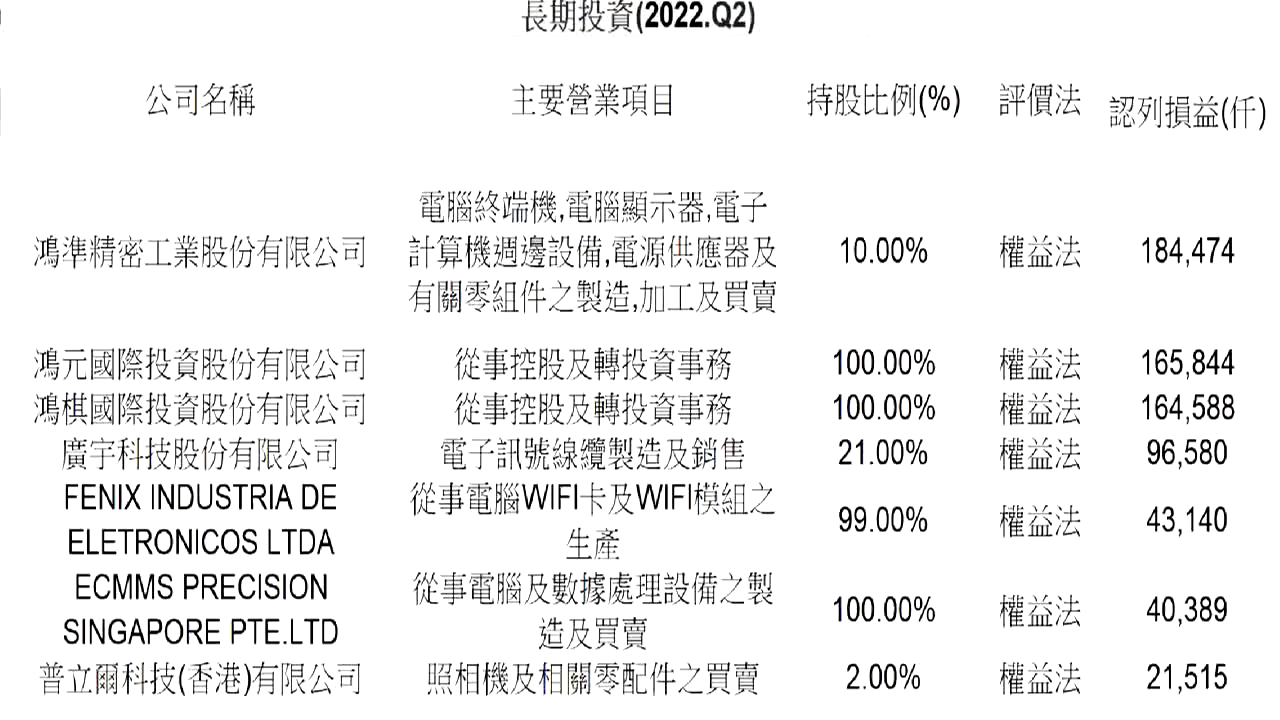 長期投資(2022.Q2)
公司名稱 主要營業項目 持股比例(%) 評價法 認列損益(仟)
電腦終端機,電腦顯示器,電子
鴻準精密工業股份有限公司 計算機週邊設備,電源供應器及 10.00% 權益法 184,474
有關零組件之製造,加工及買賣
鴻元國際投資股份有限公司 從事控股及轉投資事務 100.00% 權益法 165,844
鴻棋國際投資股份有限公司 從事控股及轉投資事務 100.00% 權益法 164,588
廣宇科技股份有限公司 電子訊號線纜製造及銷售 21.00% 權益法 96,580
FENIX INDUSTRIA DE 從事電腦WIFI卡及WIFI模組之
ELETRONICOS LTDA 生產 99.00% 權益法 43,140
ECMMS PRECISION 從事電腦及數據處理設備之製
SINGAPORE PTE.LTD 造及買賣 100.00% 權益法 40,389
普立爾科技(香港)有限公司 照相機及相關零配件之買賣 2.00% 權益法 21,515